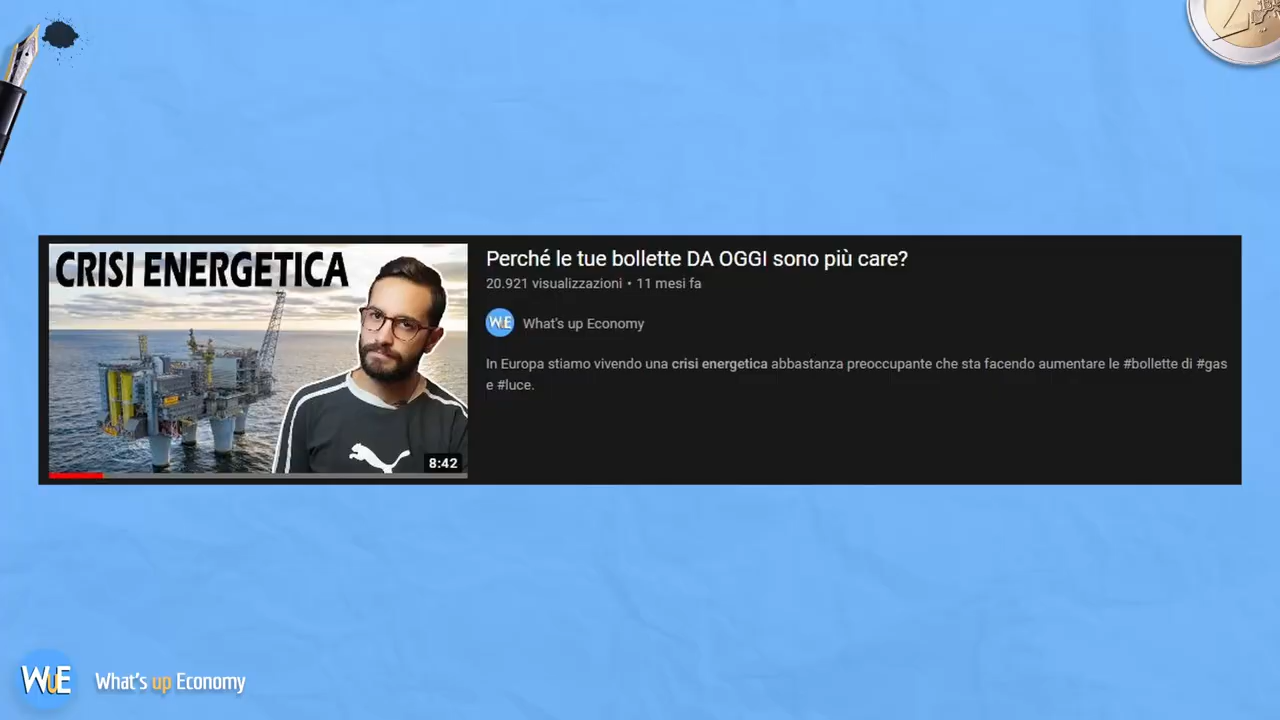 CRISI ENERGETICA
8:42
Perché le tue bollette DA OGGI sono più care?
20.921 visualizzazioni • 11 mesi fa
WuE What's up Economy
In Europa stiamo vivendo una crisi energetica abbastanza preoccupante che sta facendo aumentare le #bollette di #gas
e #luce.
WuE What's up Economy